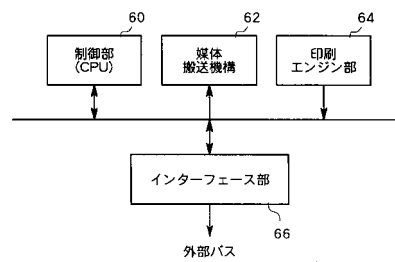 60
制御部
(CPU)
62
媒体
搬送機構
64
印刷
エンジン部
インターフェース部
66
外部バス